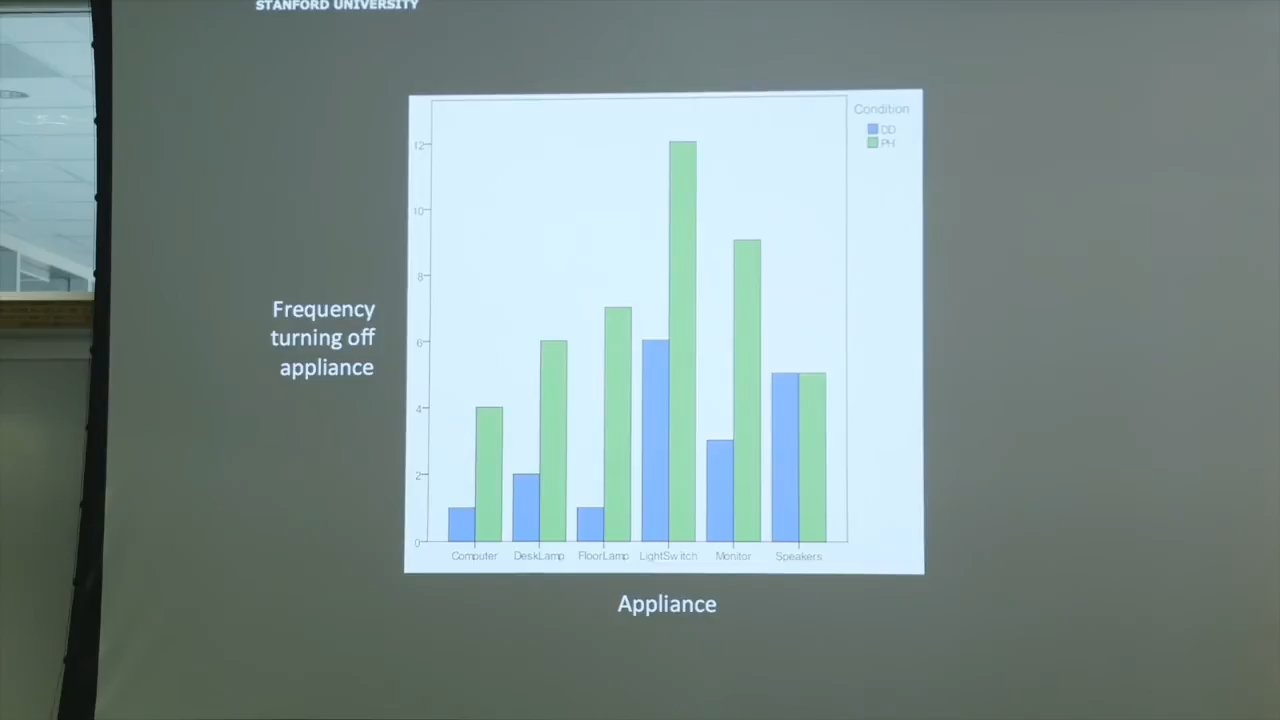 STANFORD UNIVERSITY
Condition
DD
PH
12
10
8
6
4
2
0
Frequency
turning off
appliance
Computer DeskLamp FloorLamp LightSwitch Monitor Speakers
Appliance